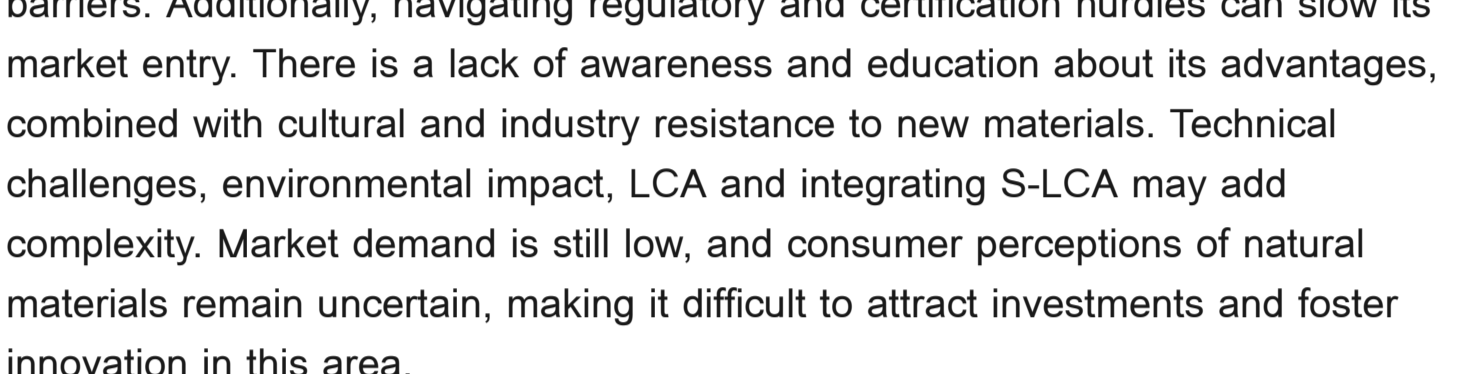 barriers. Additionally, navigating regulatory and certification hurdles can slow its
market entry. There is a lack of awareness and education about its advantages,
combined with cultural and industry resistance to new materials. Technical
challenges, environmental impact, LCA and integrating S-LCA may add
complexity. Market demand is still low, and consumer perceptions of natural
materials remain uncertain, making it difficult to attract investments and foster
innovation in this area.